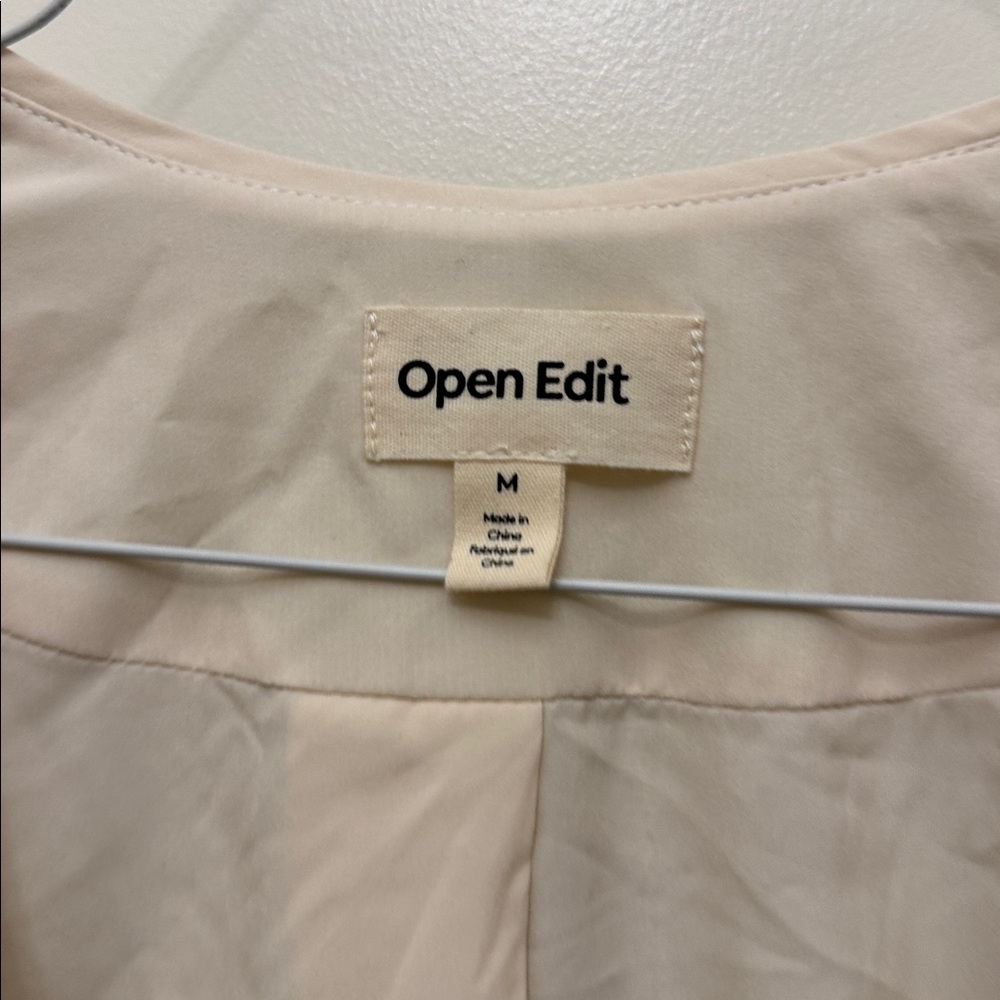 Open Edit
M
Made in
China
Fabriqué en
Chine